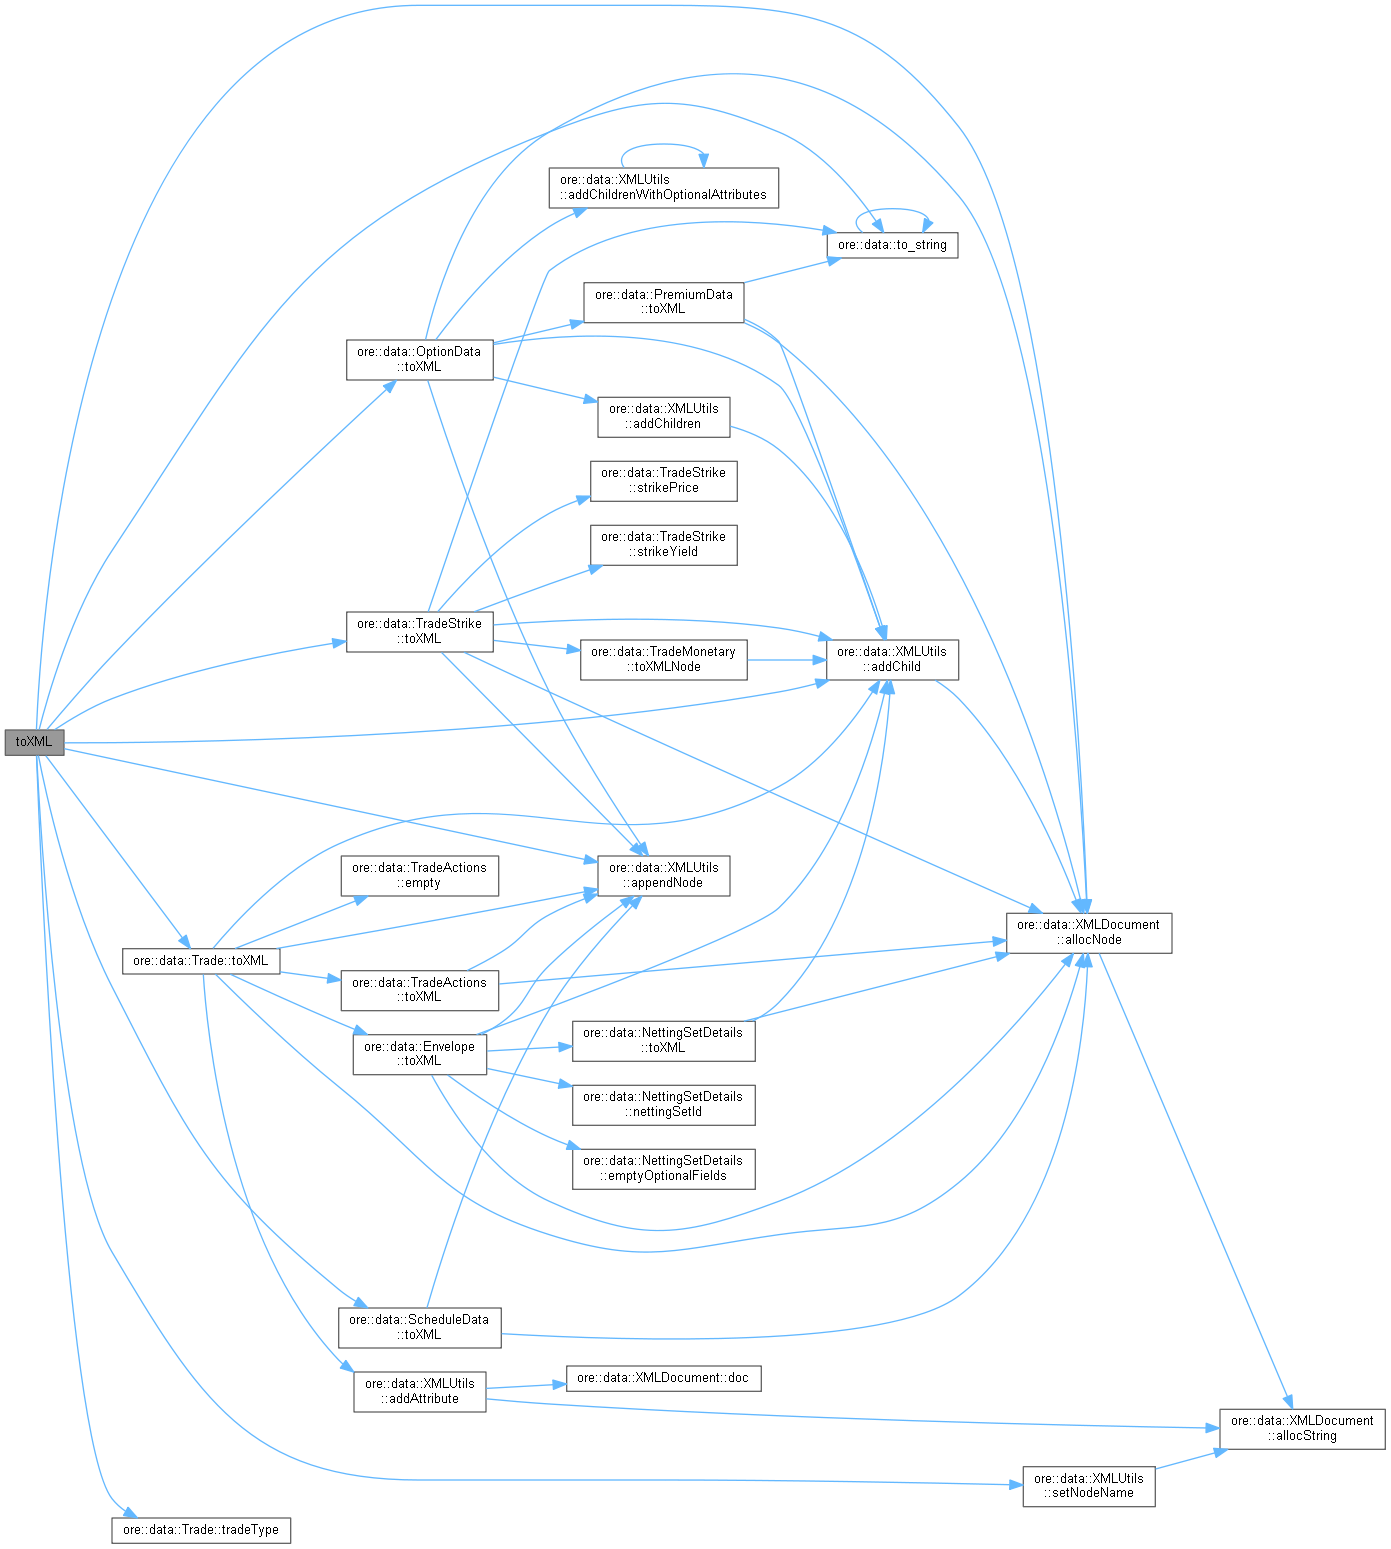 ore::data::XMLUtils
::addChildrenWithOptionalAttributes
ore::data::to_string
ore::data::PremiumData
::toXML
ore::data::OptionData
::toXML
ore::data::XMLUtils
::addChildren
ore::data::TradeStrike
::strikePrice
ore::data::TradeStrike
::strikeYield
ore::data::TradeStrike
::toXML
ore::data::TradeMonetary
::toXMLNode
ore::data::XMLUtils
::addChild
toXML
ore::data::TradeActions
::empty
ore::data::XMLUtils
::appendNode
ore::data::XMLDocument
::allocNode
ore::data::Trade::toXML
ore::data::TradeActions
::toXML
ore::data::Envelope
::toXML
ore::data::NettingSetDetails
::toXML
ore::data::NettingSetDetails
::nettingSetId
ore::data::NettingSetDetails
::emptyOptionalFields
ore::data::ScheduleData
::toXML
ore::data::XMLUtils
::addAttribute
ore::data::XMLDocument::doc
ore::data::XMLDocument
::allocString
ore::data::XMLUtils
::setNodeName
ore::data::Trade::tradeType